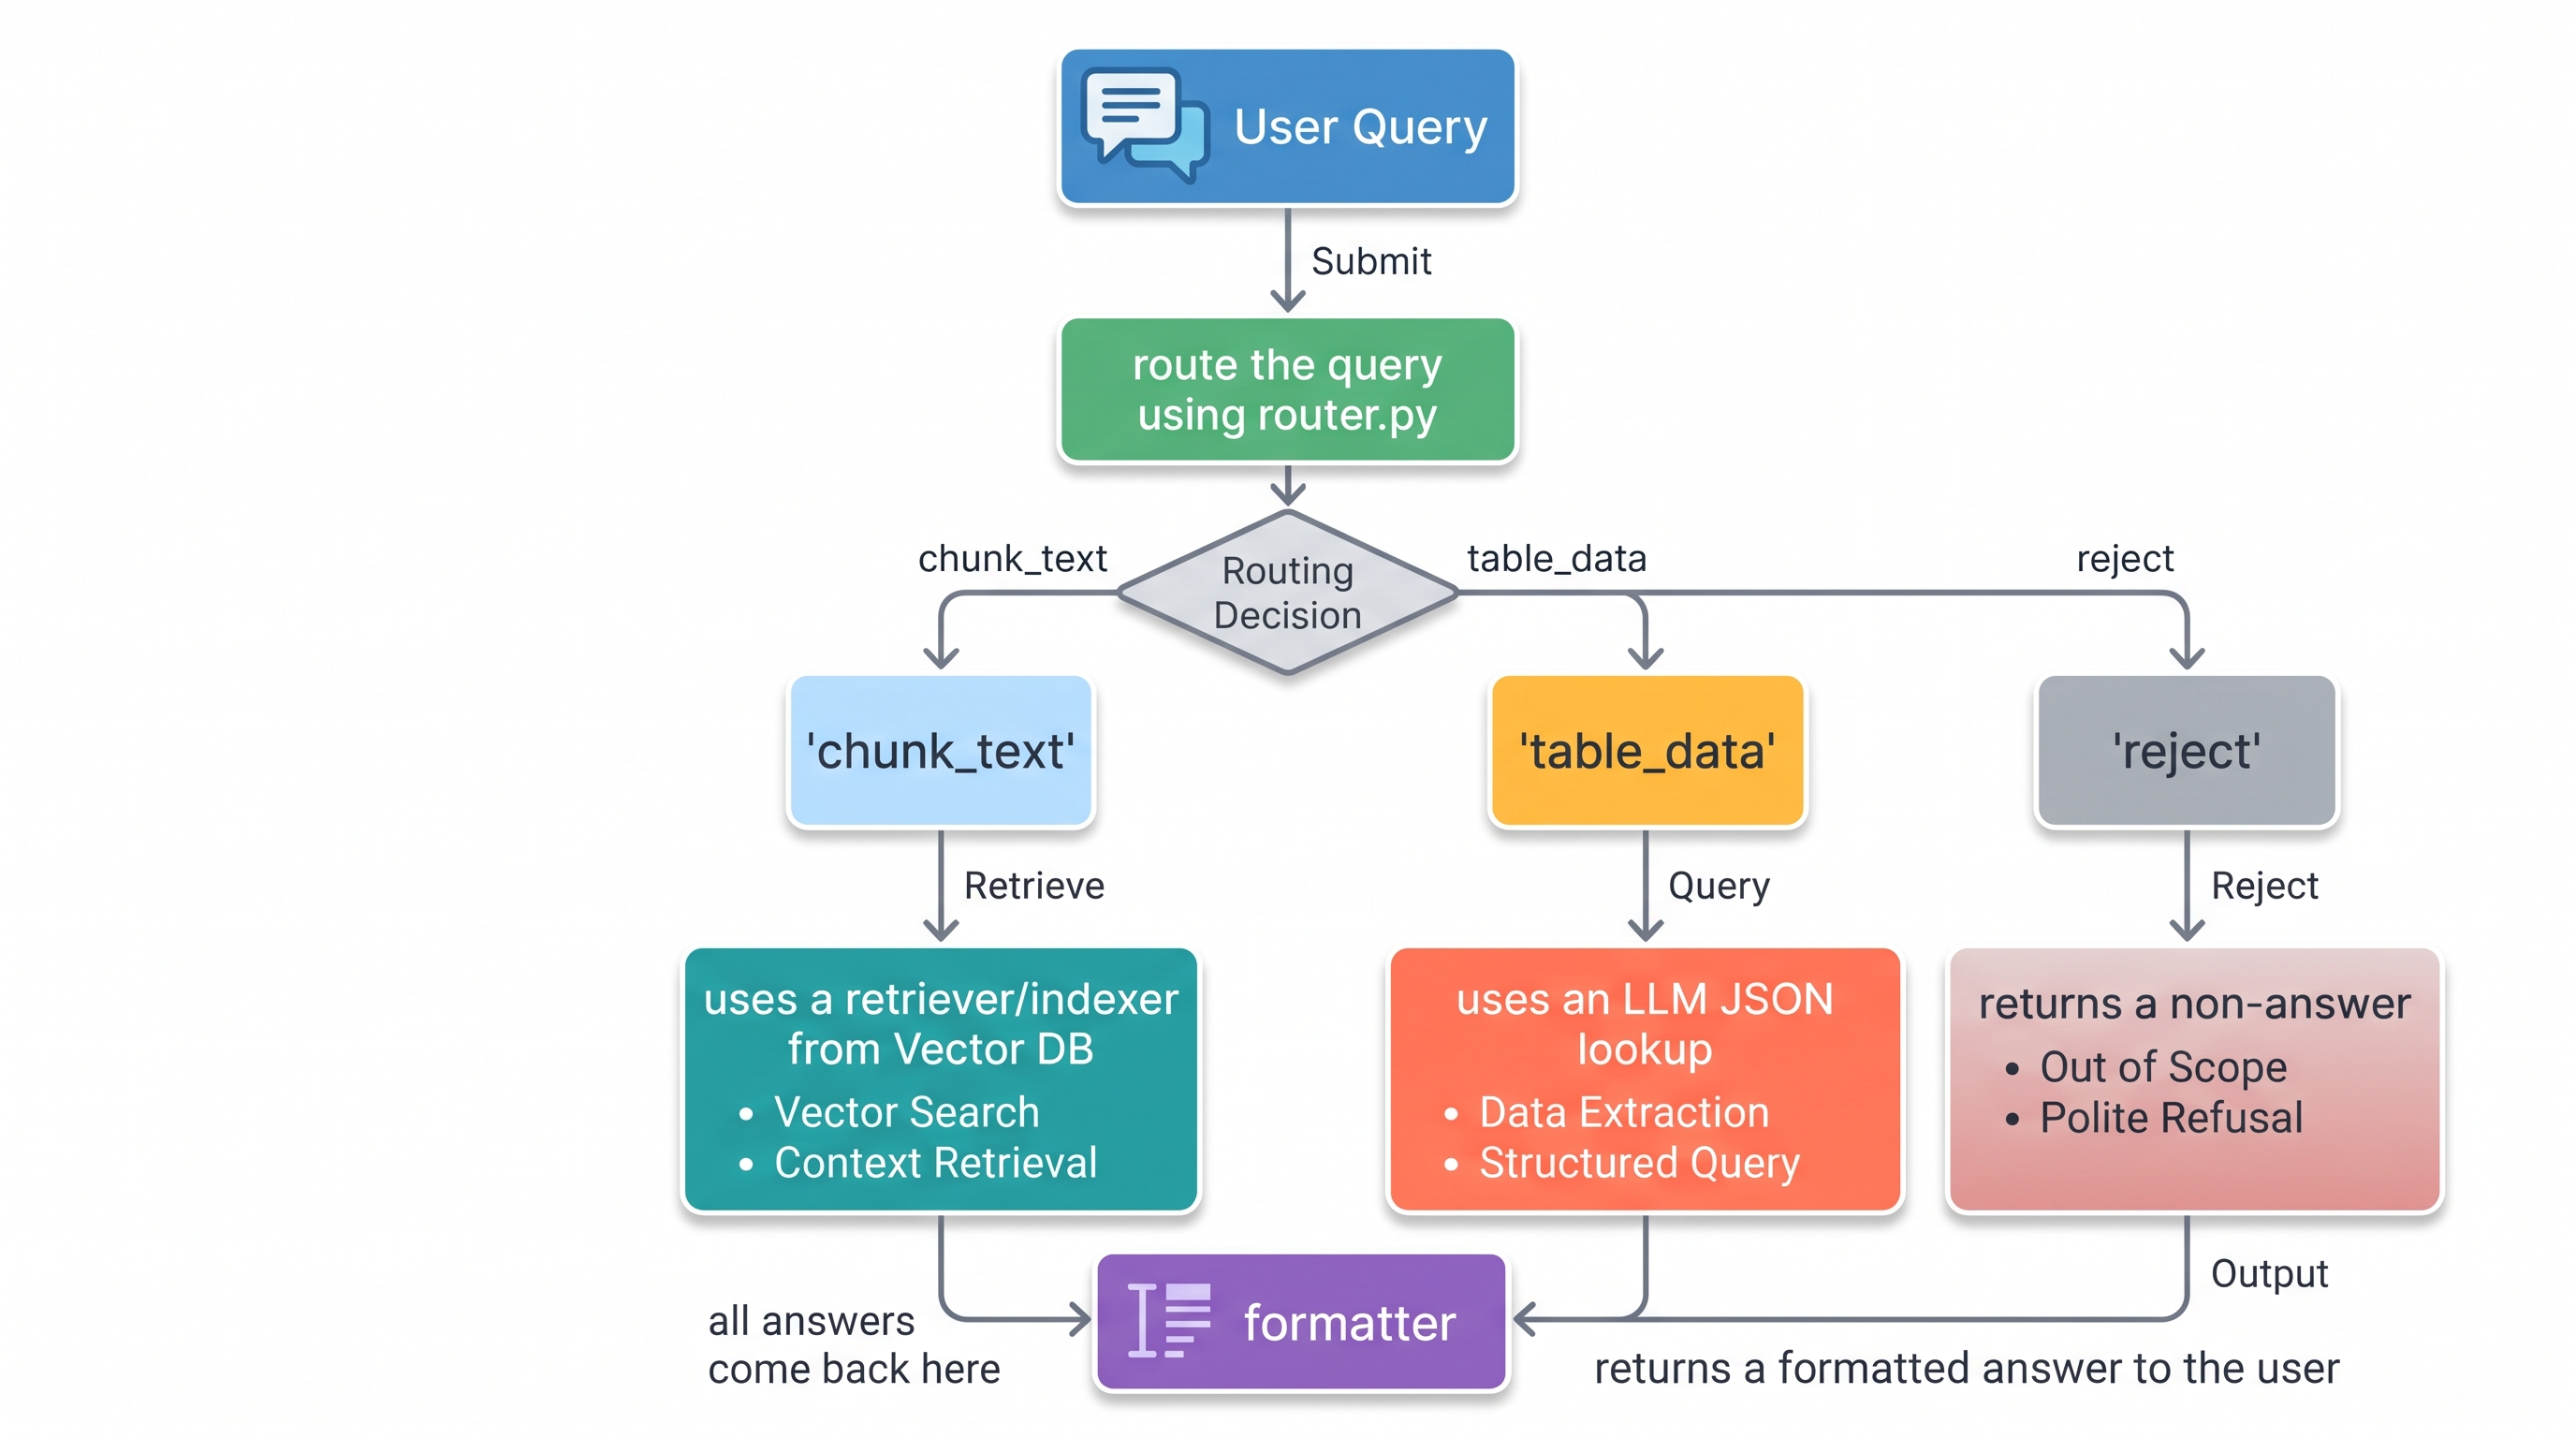 User Query
Submit
route the query
using router.py
chunk_text
Routing
Decision
table_data
reject
'chunk_text'
'table_data'
'reject'
Retrieve
Query
Reject
uses a retriever/indexer
from Vector DB
• Vector Search
• Context Retrieval
uses an LLM JSON
lookup
• Data Extraction
• Structured Query
returns a non-answer
• Out of Scope
• Polite Refusal
all answers
come back here
formatter
Output
returns a formatted answer to the user